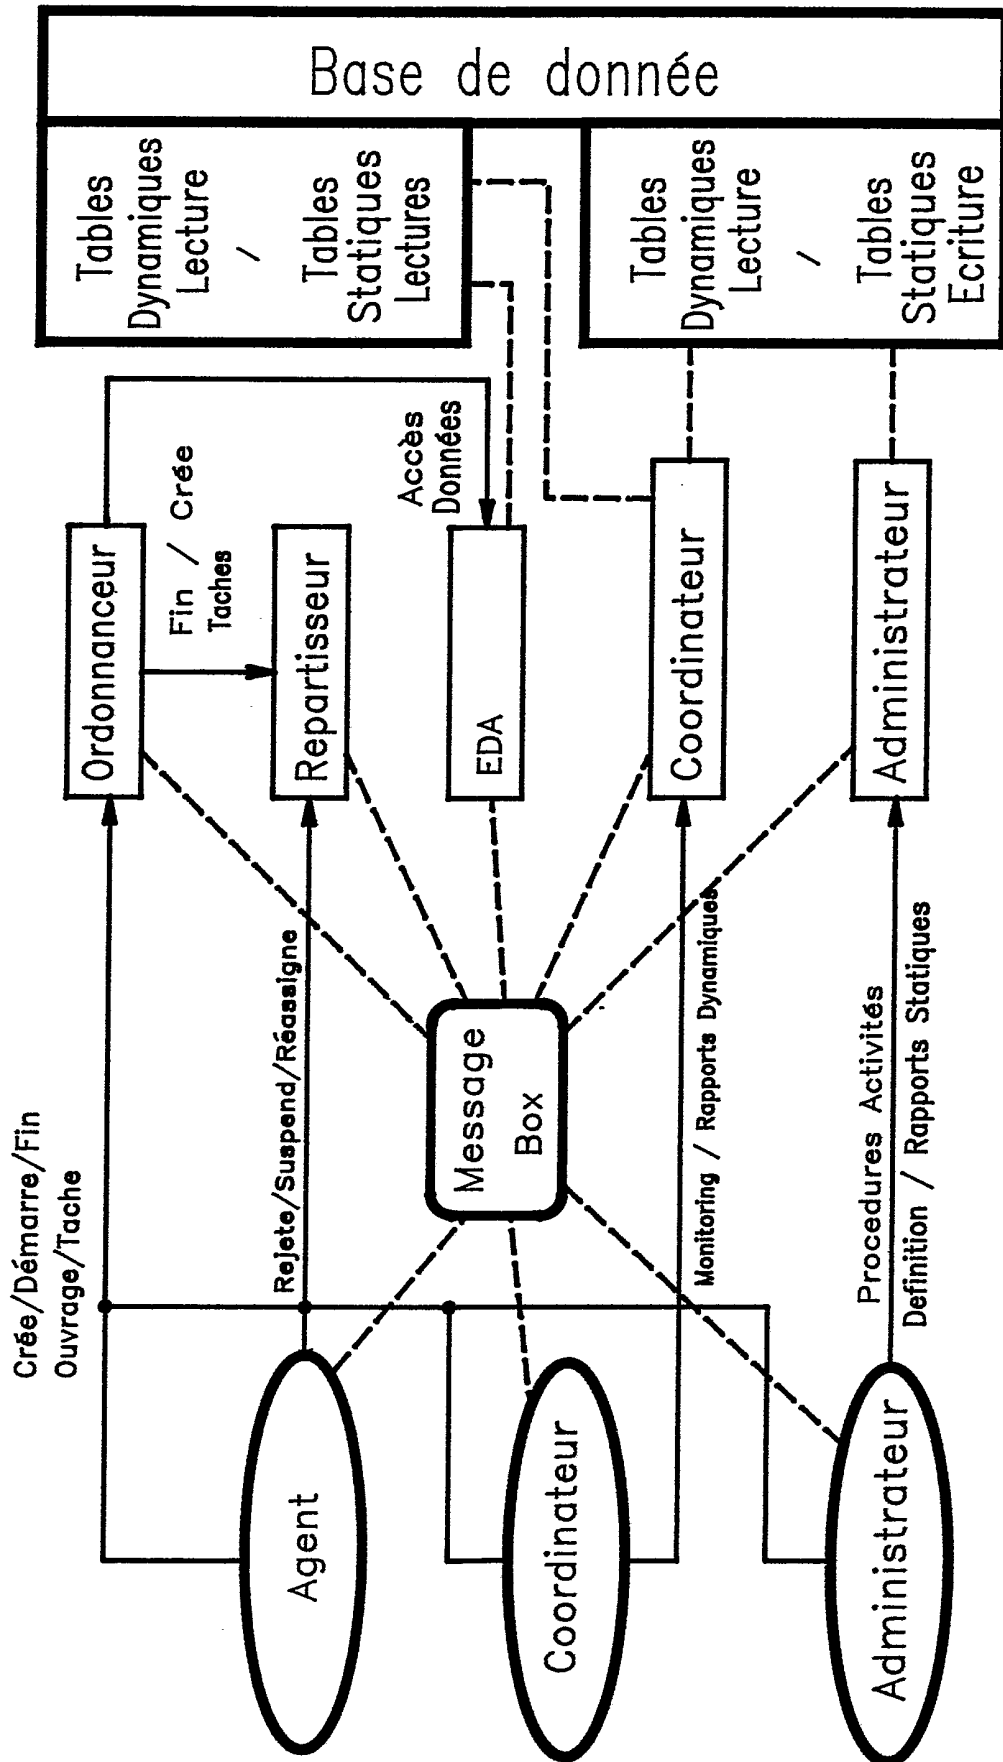 Base de donnée
Tables
Dynamiques
Lecture
/
Tables
Statiques
Lectures
Tables
Dynamiques
Lecture
/
Tables
Statiques
Ecriture
Ordonnanceur
Fin / Crée
Taches
Repartisseur
Accès
Données
EDA
Coordinateur
Administrateur
Crée/Démarre/Fin
Ouvrage/Tache
Rejete/Suspend/Réassigne
Message
Box
Monitoring / Rapports Dynamiques
Procedures Activités
Definition / Rapports Statiques
Agent
Coordinateur
Administrateur